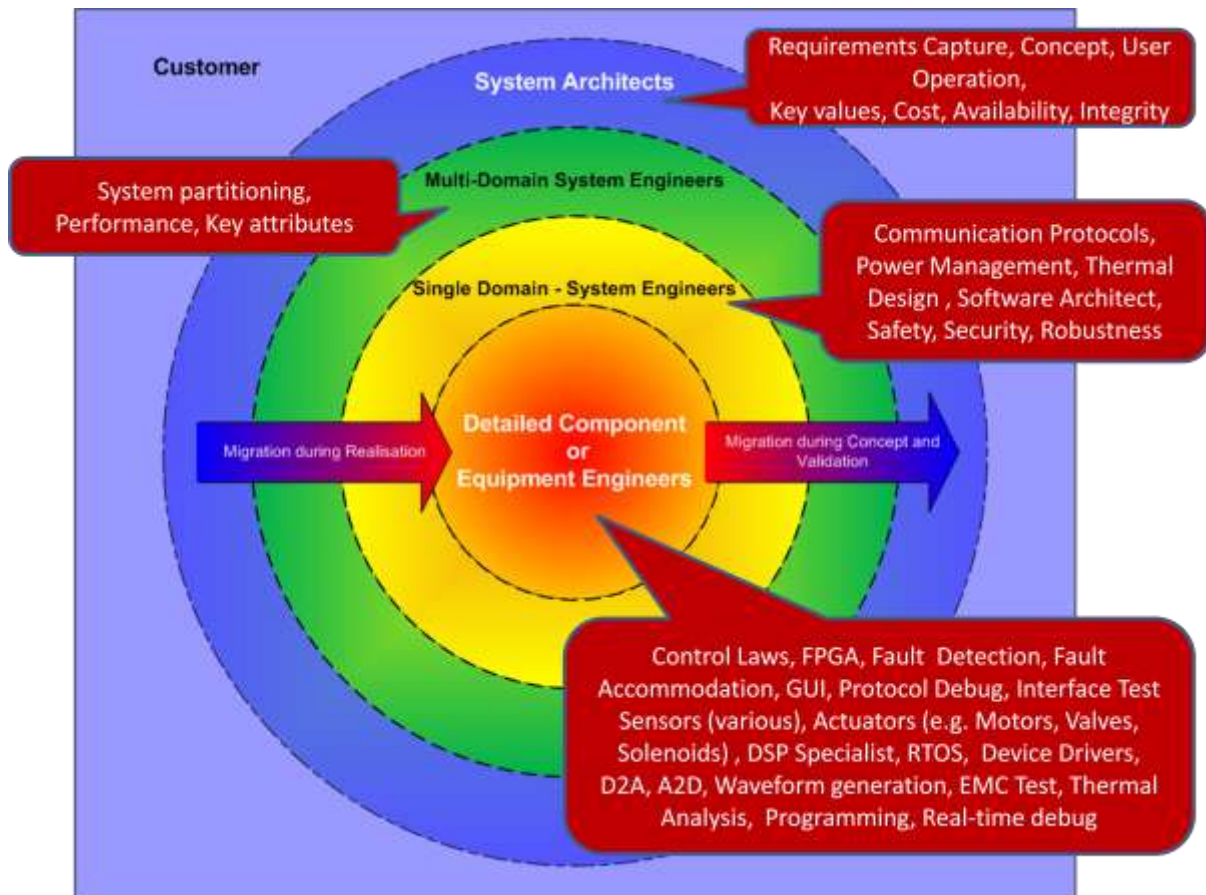 Customer
System Architects
Requirements Capture, Concept, User
Operation,
Key values, Cost, Availability, Integrity
Multi-Domain System Engineers
System partitioning,
Performance, Key attributes
Communication Protocols,
Power Management, Thermal
Design , Software Architect,
Safety, Security, Robustness
Single Domain - System Engineers
Detailed Component
or
Equipment Engineers
Migration during Realisation
Migration during Concept and
Validation
Control Laws, FPGA, Fault Detection, Fault
Accommodation, GUI, Protocol Debug, Interface Test
Sensors (various), Actuators (e.g. Motors, Valves,
Solenoids) , DSP Specialist, RTOS, Device Drivers,
D2A, A2D, Waveform generation, EMC Test, Thermal
Analysis, Programming, Real-time debug